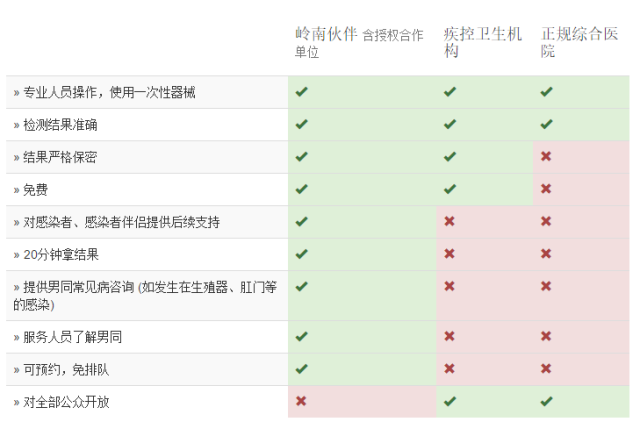 岭南伙伴 含授权合作
单位
疾控卫生机
构
正规综合医
院
» 专业人员操作，使用一次性器械
» 检测结果准确
» 结果严格保密
» 免费
» 对感染者、感染者伴侣提供后续支持
» 20分钟拿结果
» 提供男同常见病咨询 (如发生在生殖器、肛门等
的感染)
» 服务人员了解男同
» 可预约，免排队
» 对全部公众开放